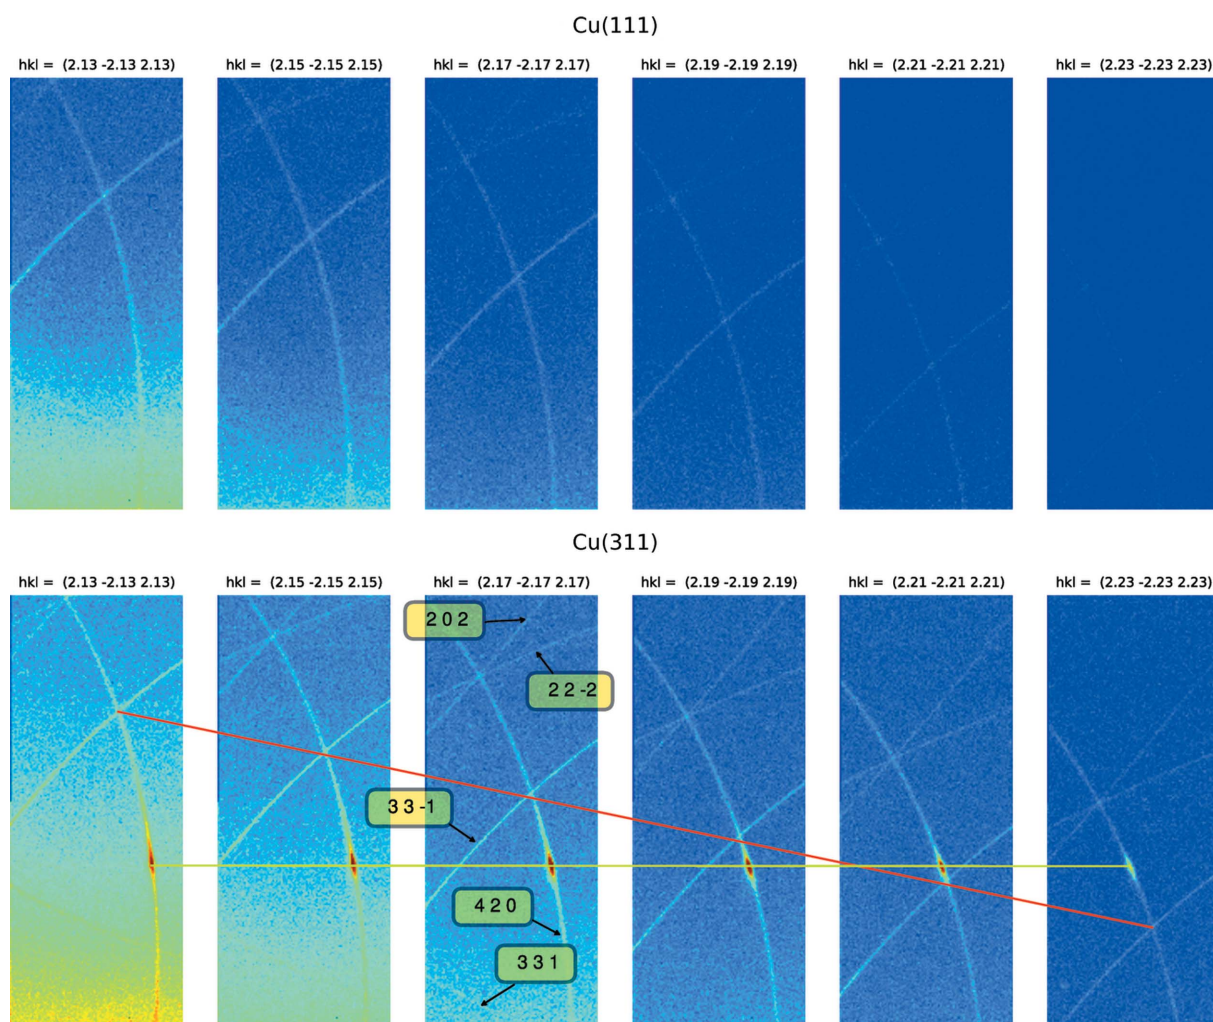 Cu(111)
hkl = (2.13 -2.13 2.13)
hkl = (2.15 -2.15 2.15)
hkl = (2.17 -2.17 2.17)
hkl = (2.19 -2.19 2.19)
hkl = (2.21 -2.21 2.21)
hkl = (2.23 -2.23 2.23)
Cu(311)
hkl = (2.13 -2.13 2.13)
hkl = (2.15 -2.15 2.15)
hkl = (2.17 -2.17 2.17)
hkl = (2.19 -2.19 2.19)
hkl = (2.21 -2.21 2.21)
hkl = (2.23 -2.23 2.23)
2 0 2
2 2 -2
3 3 -1
4 2 0
3 3 1